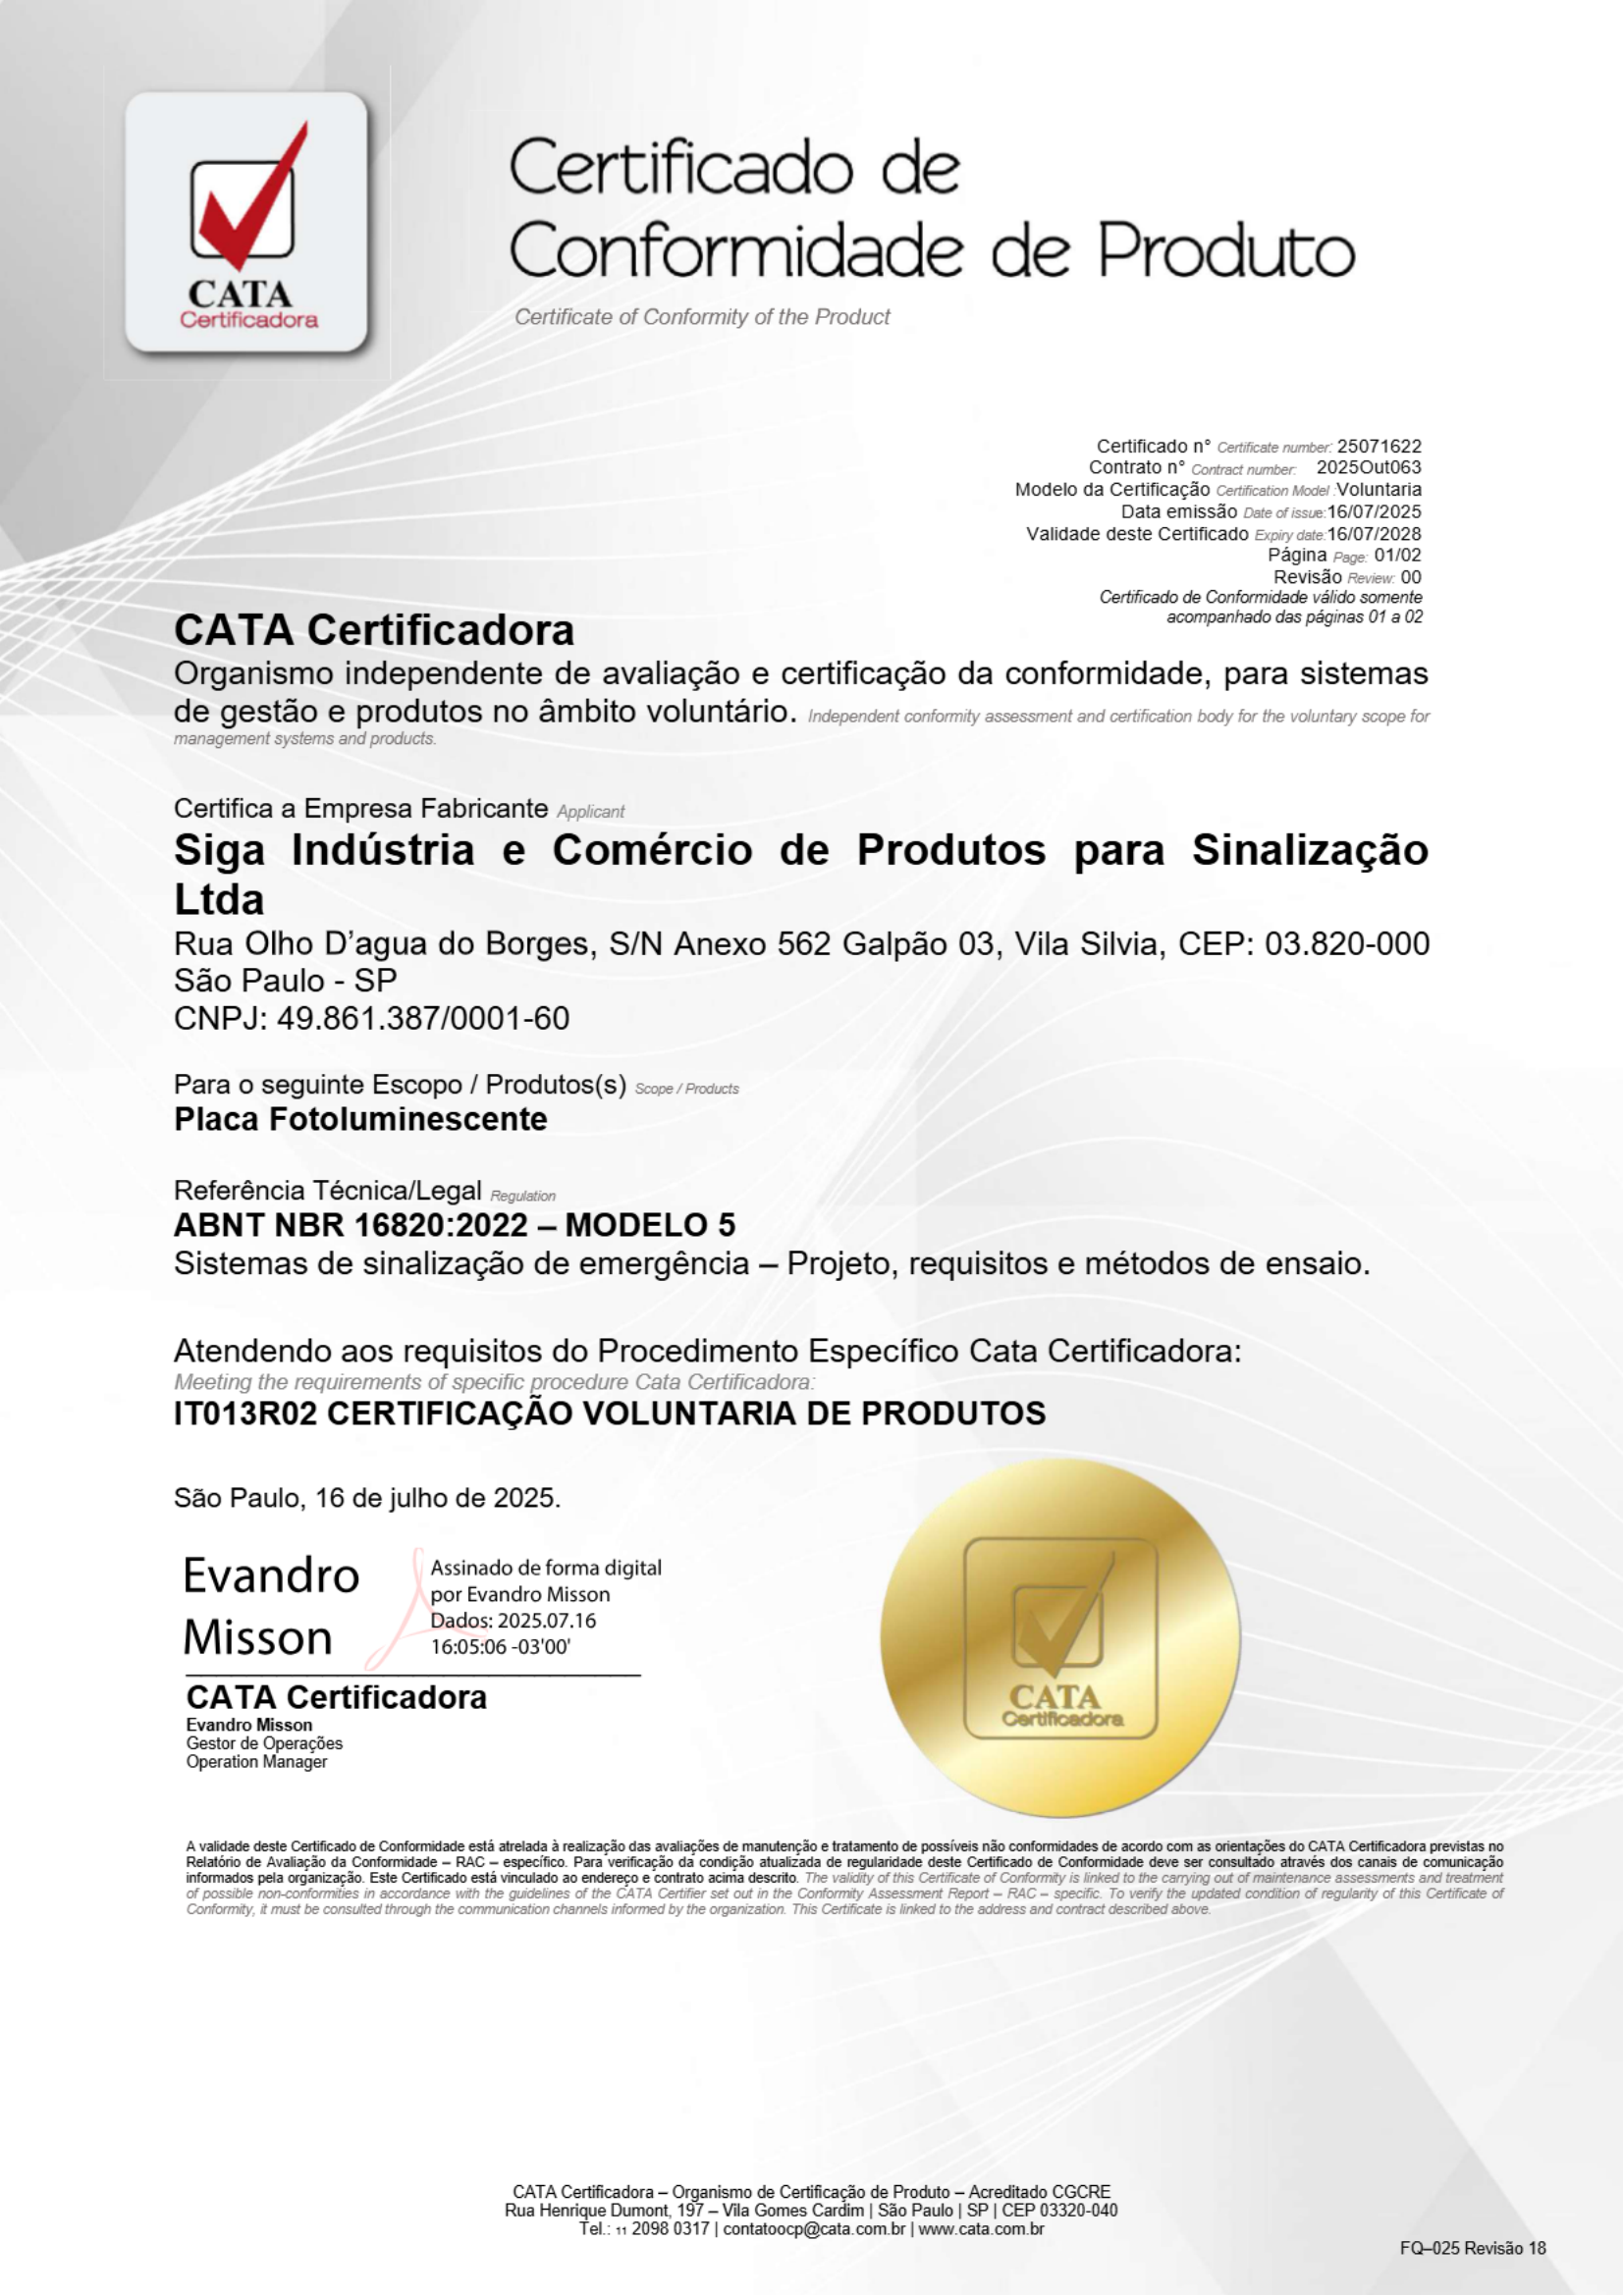 CATA
Certificadora
Certificado de
Conformidade de Produto
Certificate of Conformity of the Product
Certificado n° Certificate number: 25071622
Contrato n° Contract number: 2025Out063
Modelo da Certificação Certification Model :Voluntaria
Data emissão Date of issue:16/07/2025
Validade deste Certificado Expiry date:16/07/2028
Página Page: 01/02
Revisão Review: 00
Certificado de Conformidade válido somente
acompanhado das páginas 01 a 02
CATA Certificadora
Organismo independente de avaliação e certificação da conformidade, para sistemas
de gestão e produtos no âmbito voluntário. Independent conformity assessment and certification body for the voluntary scope for
management systems and products.
Certifica a Empresa Fabricante Applicant
Siga Indústria e Comércio de Produtos para Sinalização
Ltda
Rua Olho D’agua do Borges, S/N Anexo 562 Galpão 03, Vila Silvia, CEP: 03.820-000
São Paulo - SP
CNPJ: 49.861.387/0001-60
Para o seguinte Escopo / Produtos(s) Scope / Products
Placa Fotoluminescente
Referência Técnica/Legal Regulation
ABNT NBR 16820:2022 – MODELO 5
Sistemas de sinalização de emergência – Projeto, requisitos e métodos de ensaio.
Atendendo aos requisitos do Procedimento Específico Cata Certificadora:
Meeting the requirements of specific procedure Cata Certificadora:
IT013R02 CERTIFICAÇÃO VOLUNTARIA DE PRODUTOS
São Paulo, 16 de julho de 2025.
Evandro
Misson
Assinado de forma digital
por Evandro Misson
Dados: 2025.07.16
16:05:06 -03'00'
CATA Certificadora
Evandro Misson
Gestor de Operações
Operation Manager
CATA
Certificadora
A validade deste Certificado de Conformidade está atrelada à realização das avaliações de manutenção e tratamento de possíveis não conformidades de acordo com as orientações do CATA Certificadora previstas no
Relatório de Avaliação da Conformidade – RAC – específico. Para verificação da condição atualizada de regularidade deste Certificado de Conformidade deve ser consultado através dos canais de comunicação
informados pela organização. Este Certificado está vinculado ao endereço e contrato acima descrito. The validity of this Certificate of Conformity is linked to the carrying out of maintenance assessments and treatment
of possible non-conformities in accordance with the guidelines of the CATA Certifier set out in the Conformity Assessment Report – RAC – specific. To verify the updated condition of regularity of this Certificate of
Conformity, it must be consulted through the communication channels informed by the organization. This Certificate is linked to the address and contract described above.
CATA Certificadora – Organismo de Certificação de Produto – Acreditado CGCRE
Rua Henrique Dumont, 197 – Vila Gomes Cardim | São Paulo | SP | CEP 03320-040
Tel.: 11 2098 0317 | contatoocp@cata.com.br | www.cata.com.br
FQ–025 Revisão 18